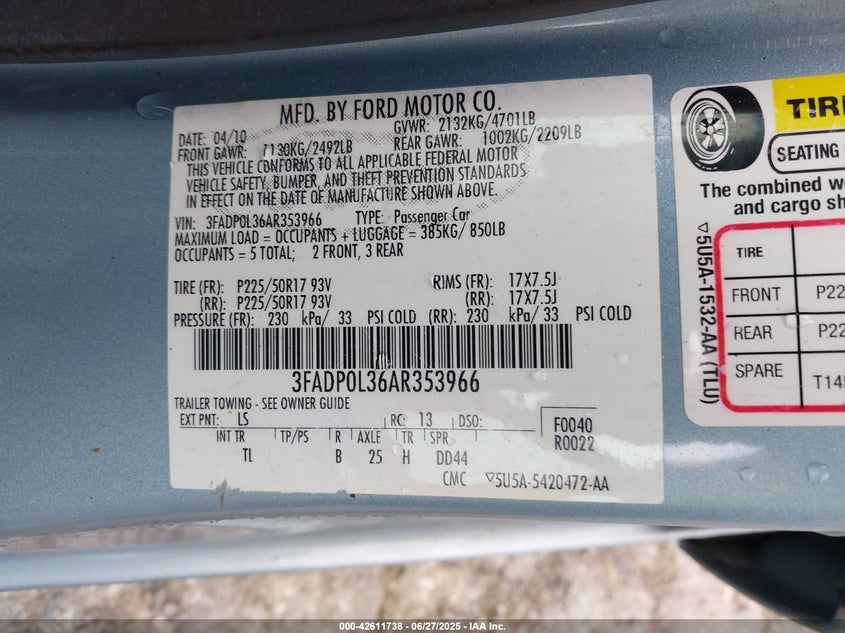 MFD. BY FORD MOTOR CO.
DATE: 04/10 GVWR: 2132KG/4701LB
FRONT GAWR: 1130KG/2492LB REAR GAWR: 1002KG/2209LB
THIS VEHICLE CONFORMS TO ALL APPLICABLE FEDERAL MOTOR
VEHICLE SAFETY, BUMPER, AND THEFT PREVENTION STANDARDS
IN EFFECT ON THE DATE OF MANUFACTURE SHOWN ABOVE.
VIN: 3FADP0L36AR353966 TYPE: Passenger Car
MAXIMUM LOAD = OCCUPANTS + LUGGAGE = 385KG/ 850LB
OCCUPANTS = 5 TOTAL; 2 FRONT, 3 REAR
TIRE (FR): P225/50R17 93V RIMS (FR): 17X7.5J
(RR): P225/50R17 93V (RR): 17X7.5J
PRESSURE (FR): 230 kPa/ 33 PSI COLD (RR): 230 kPa/ 33 PSI COLD
3FADP0L36AR353966
TRAILER TOWING - SEE OWNER GUIDE
EXT PNT: LS RC: 13 DSO: F0040
R0022
INT TR TP/PS R AXLE TR SPR
TL B 25 H DD44
CMC ▽5U5A-5420472-AA
TIRE
SEATING
The combined
and cargo
TIRE
FRONT P22
REAR P22
SPARE T145
▽5U5A-1532-AA (TLU)
000-42611738 - 06/27/2025 - IAA Inc.